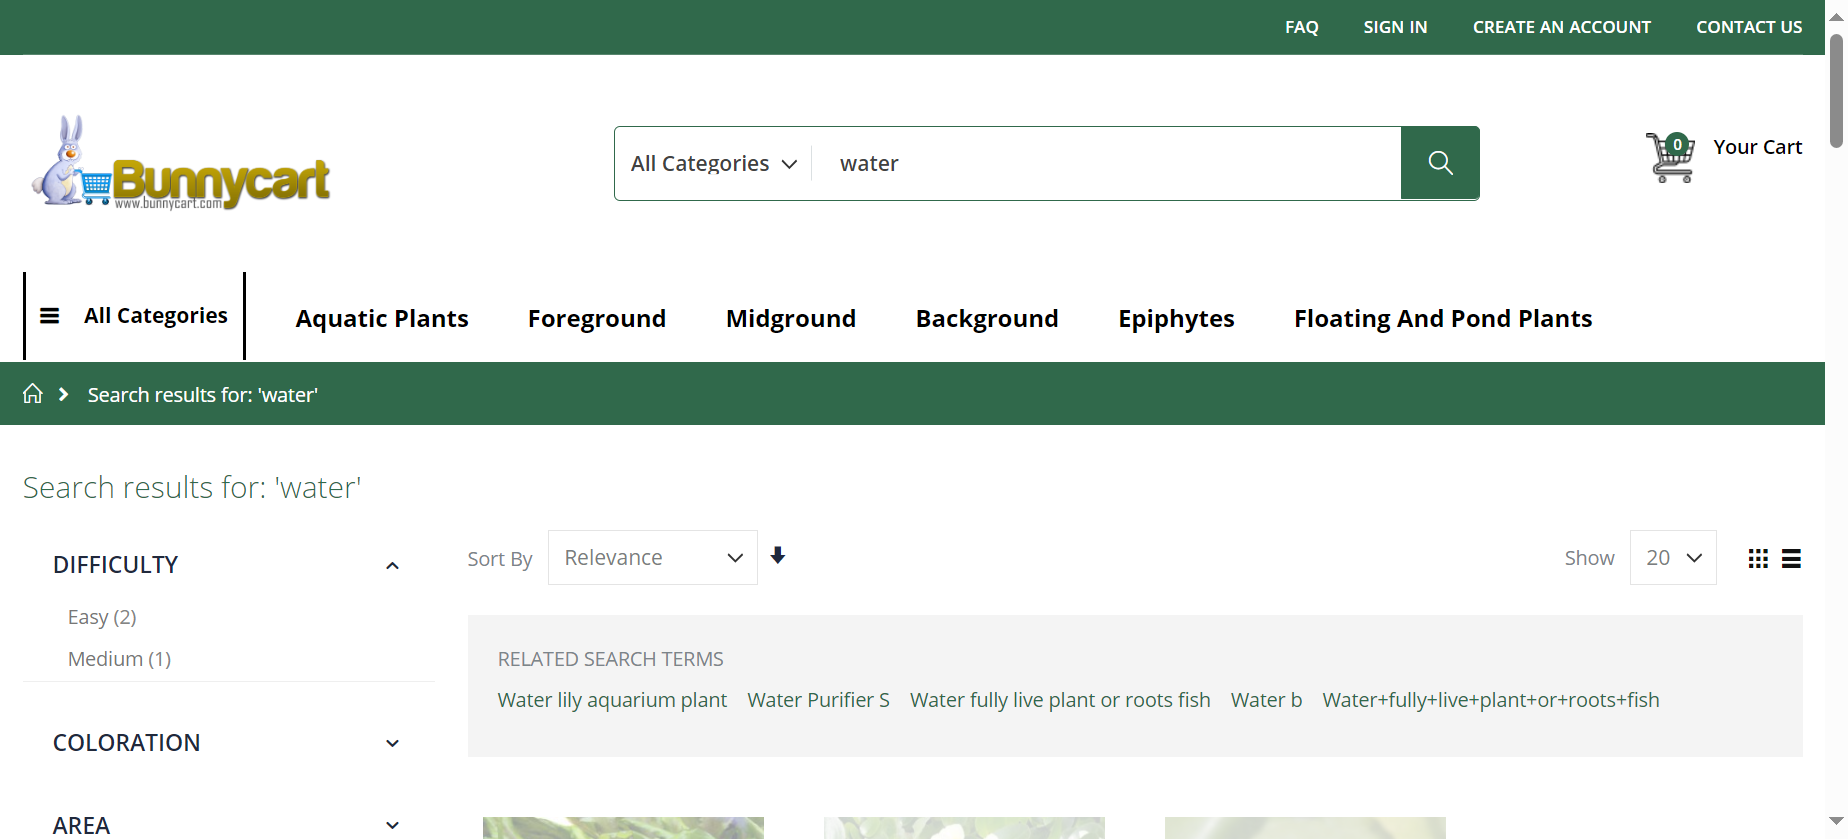 FAQ SIGN IN CREATE AN ACCOUNT CONTACT US
Bunnycart
www.bunnycart.com
All Categories water
0 Your Cart
All Categories Aquatic Plants Foreground Midground Background Epiphytes Floating And Pond Plants
Search results for: 'water'
Search results for: 'water'
DIFFICULTY
Easy (2)
Medium (1)
COLORATION
AREA
Sort By Relevance Show 20
RELATED SEARCH TERMS
Water lily aquarium plant Water Purifier S Water fully live plant or roots fish Water b Water+fully+live+plant+or+roots+fish